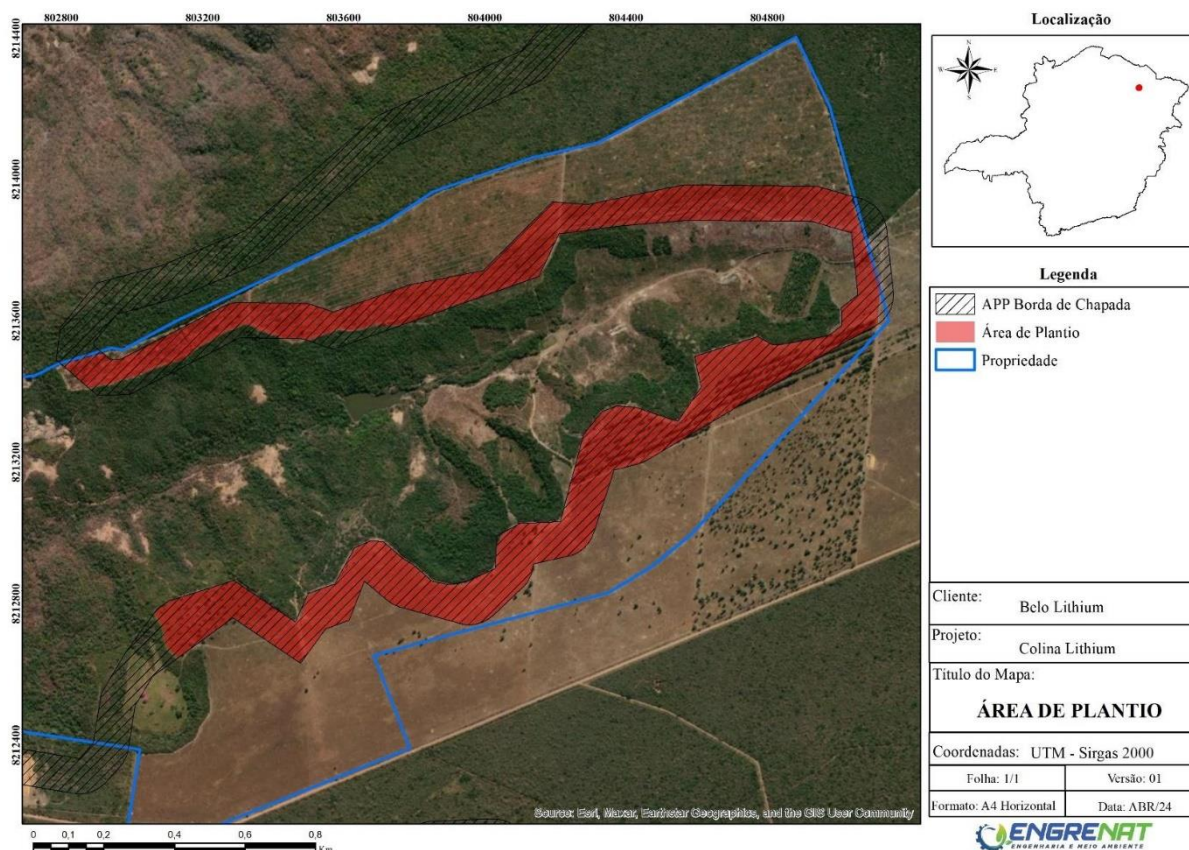 802800 803200 803600 804000 804400 804800
8214400
8214000
8213600
8213200
8212800
8212400
Source: Esri, Maxar, Earthstar Geographics, and the GIS User Community
0 0,1 0,2 0,4 0,6 0,8
Km
Localização
N
W E
S
Legenda
APP Borda de Chapada
Área de Plantio
Propriedade
Cliente:
Belo Lithium
Projeto:
Colina Lithium
Titulo do Mapa:
ÁREA DE PLANTIO
Coordenadas: UTM - Sirgas 2000
Folha: 1/1 Versão: 01
Formato: A4 Horizontal Data: ABR/24
ENGRENAT
ENGENHARIA E MEIO AMBIENTE